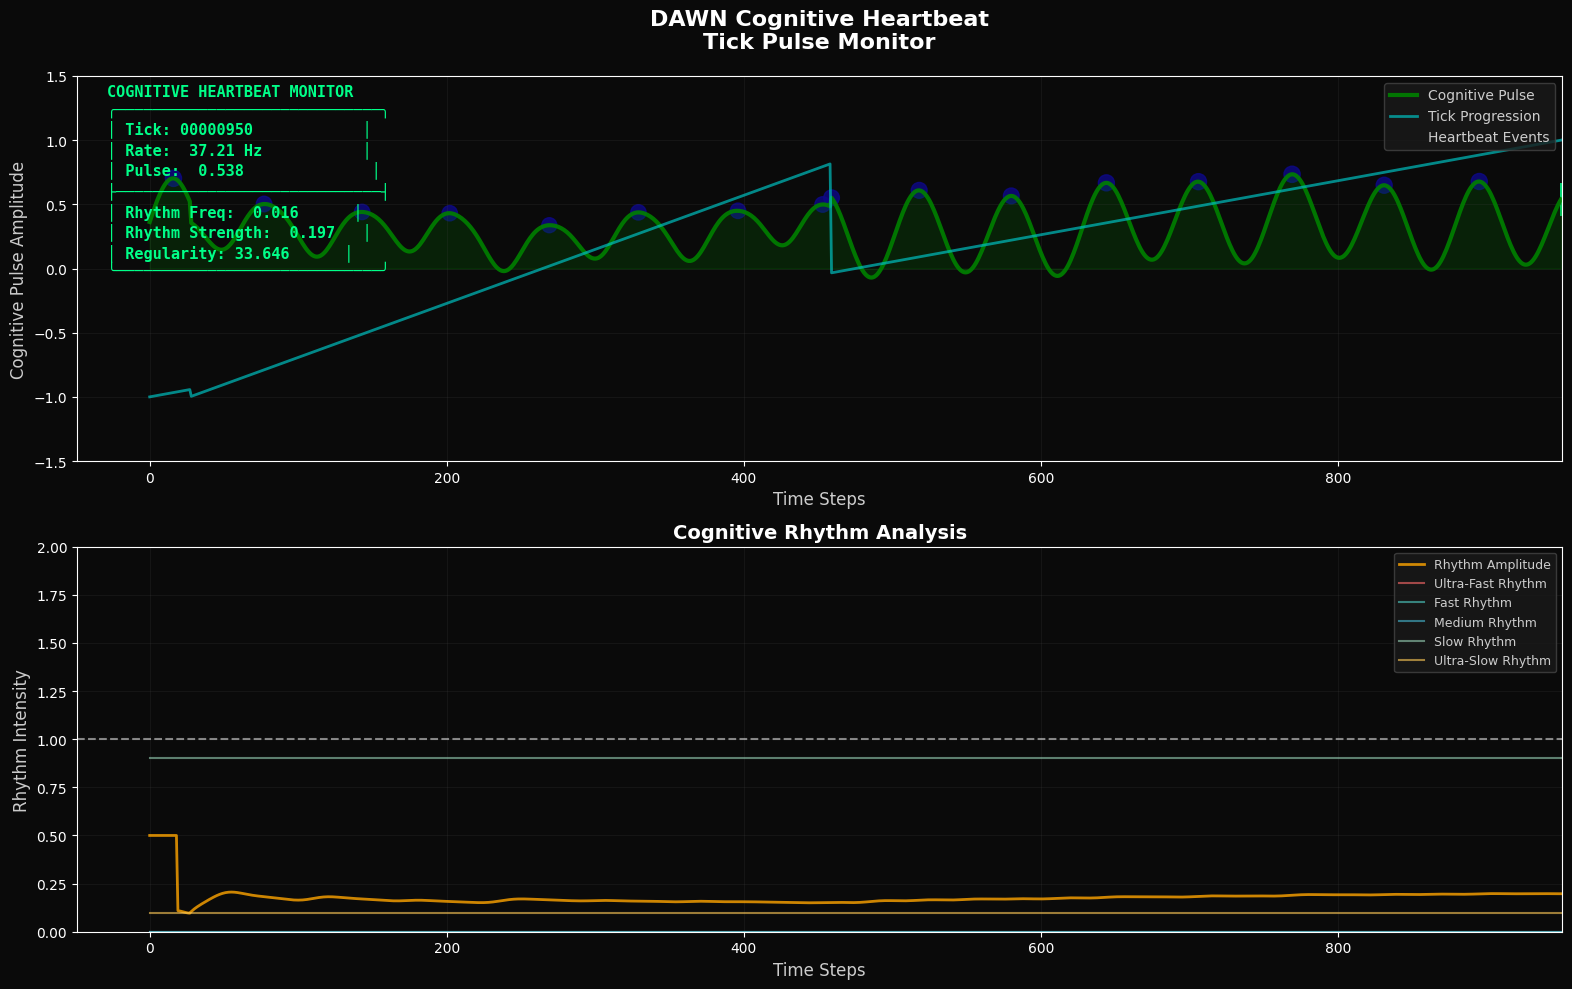 DAWN Cognitive Heartbeat
Tick Pulse Monitor
COGNITIVE HEARTBEAT MONITOR
Tick: 00000950
Rate: 37.21 Hz
Pulse: 0.538
Rhythm Freq: 0.016
Rhythm Strength: 0.197
Regularity: 33.646
Cognitive Pulse
Tick Progression
Heartbeat Events
Cognitive Pulse Amplitude
1.5
1.0
0.5
0.0
−0.5
−1.0
−1.5
0 200 400 600 800
Time Steps
Cognitive Rhythm Analysis
Rhythm Amplitude
Ultra-Fast Rhythm
Fast Rhythm
Medium Rhythm
Slow Rhythm
Ultra-Slow Rhythm
Rhythm Intensity
2.00
1.75
1.50
1.25
1.00
0.75
0.50
0.25
0.00
0 200 400 600 800
Time Steps